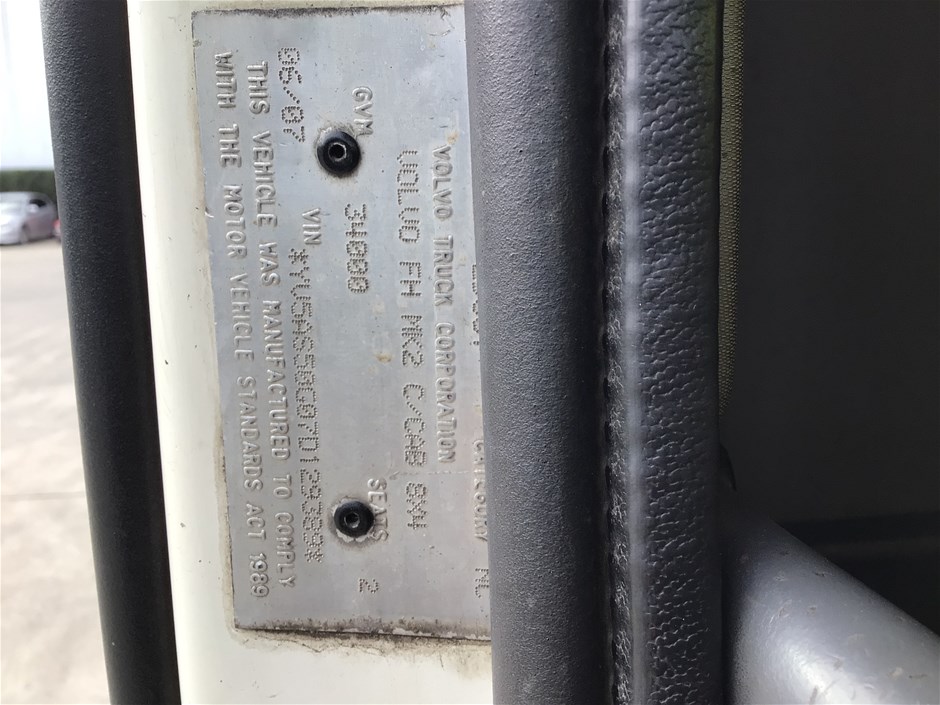 NC
VOLVO TRUCK CORPORATION
VOLVO FH MK2 C/CAB 8X4
GVM 34000 SEATS 2
VIN
06/07
THIS VEHICLE WAS MANUFACTURED TO COMPLY
WITH THE MOTOR VEHICLE STANDARDS ACT 1989